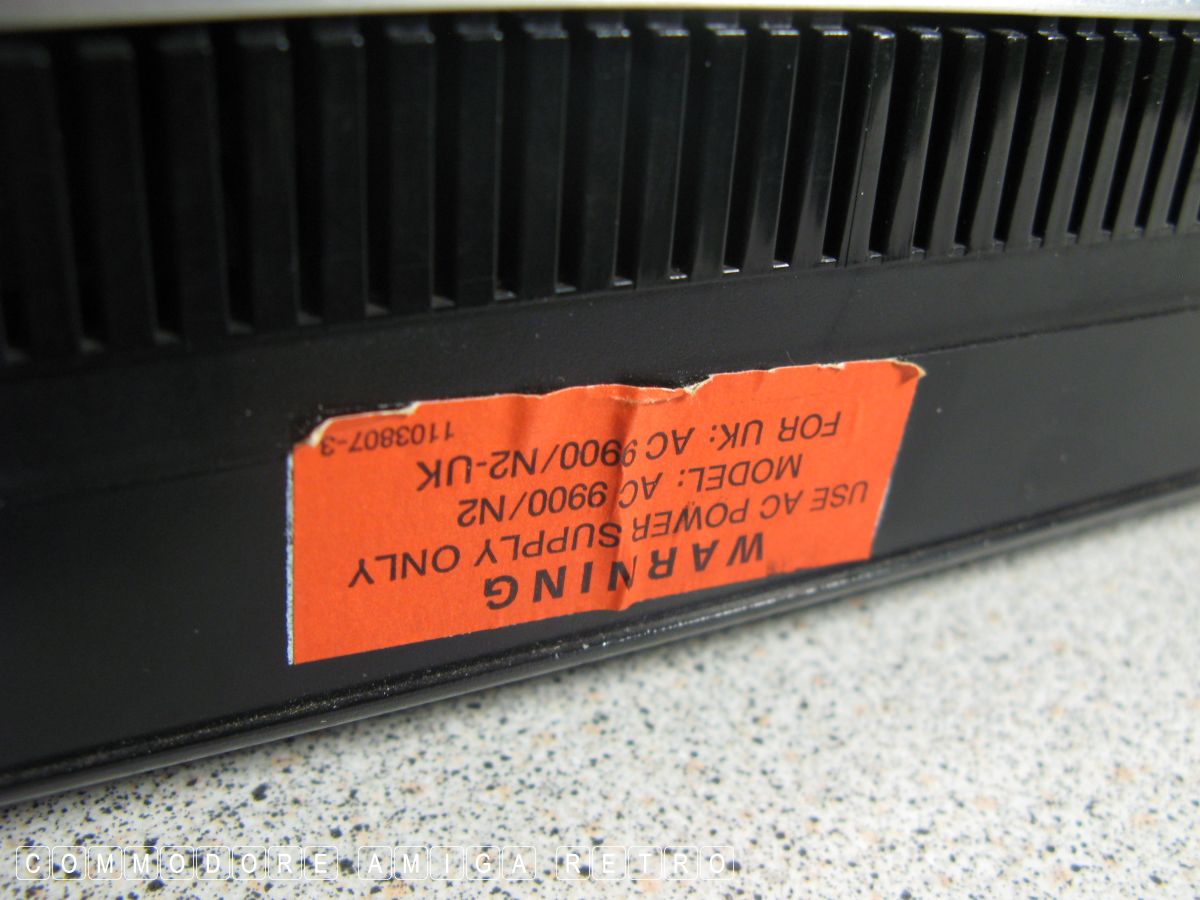 WARNING
USE AC POWER SUPPLY ONLY
MODEL: AC 9900/N2
FOR UK: AC 9900/N2-UK
1103807-3
COMMODORE AMIGA RETRO